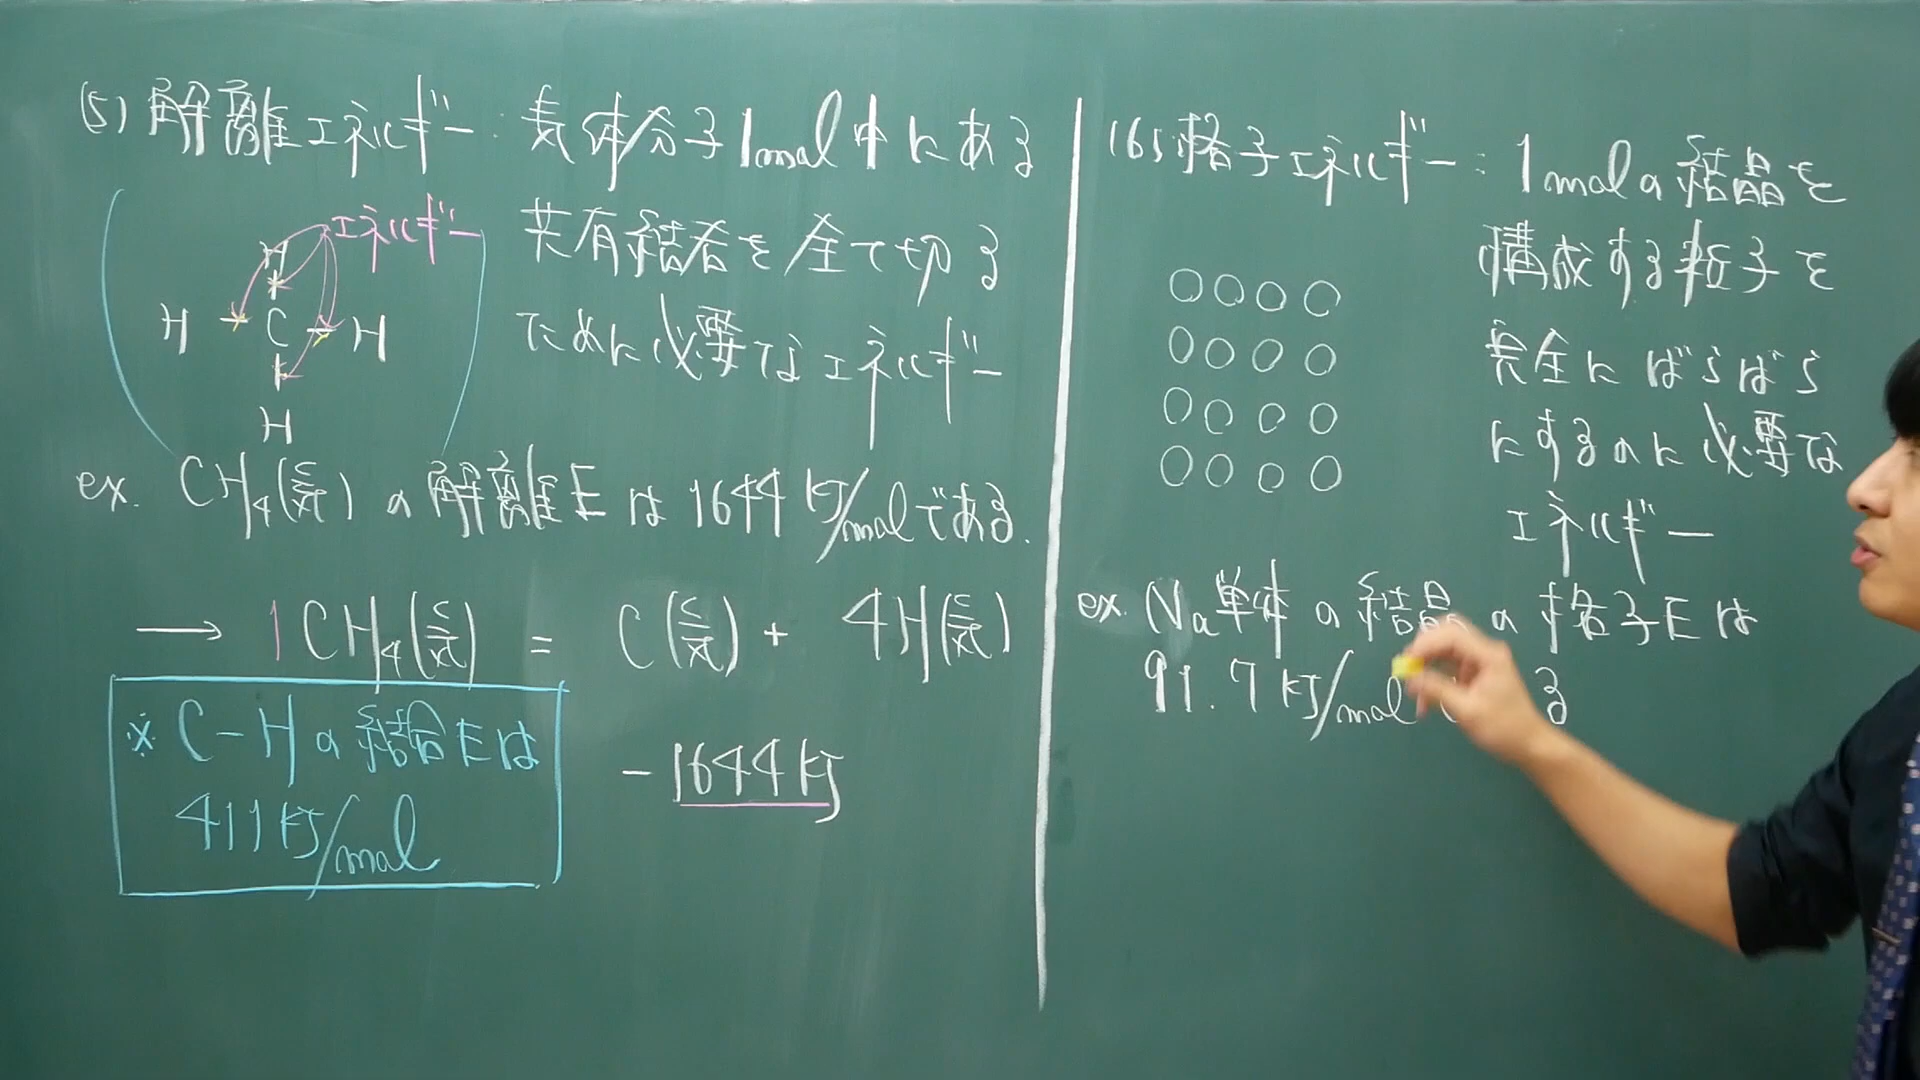 (5) 解離エネルギー：気体分子1mol中にある
共有結合を全て切る
ために必要なエネルギー
エネルギー
H
H C H
H
ex. CH4(気)の解離Eは1644kJ/molである.
→ 1CH4(気) = C(気) + 4H(気)
-1644kJ
※ C-Hの結合Eは
411kJ/mol
(6) 格子エネルギー：1molの結晶を
構成する粒子を
完全にばらばら
にするのに必要な
エネルギー
ex. Na単体の結晶の格子Eは
91.7kJ/mol る